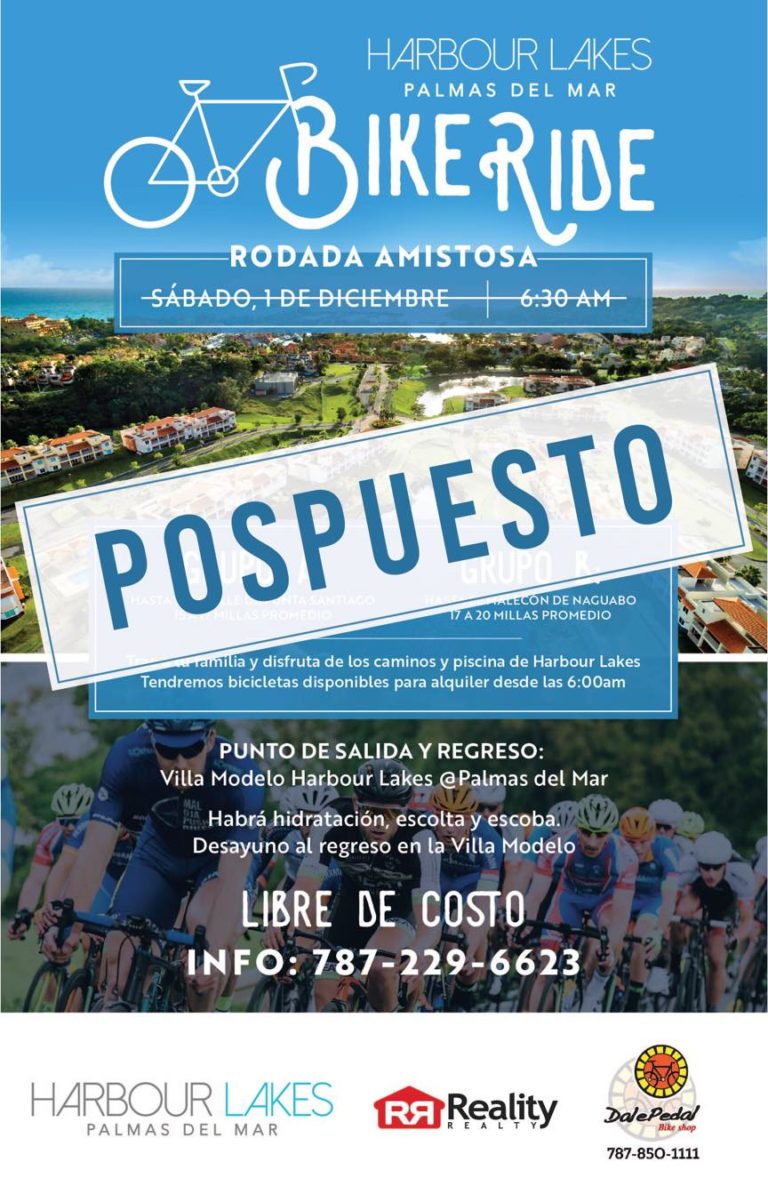 HARBOUR LAKES
PALMAS DEL MAR
BIKE RIDE
RODADA AMISTOSA
SÁBADO, 1 DE DICIEMBRE 6:30 AM
POSPUESTO
GRUPO B:
MALECÓN DE NAGUABO
MILLAS PROMEDIO 17 A 20 MILLAS PROMEDIO
familia y disfruta de los caminos y piscina de Harbour Lakes
Tendremos bicicletas disponibles para alquiler desde las 6:00am
PUNTO DE SALIDA Y REGRESO:
Villa Modelo Harbour Lakes @Palmas del Mar
Habrá hidratación, escolta y escoba.
Desayuno al regreso en la Villa Modelo
LIBRE DE COSTO
INFO: 787-229-6623
HARBOUR LAKES
PALMAS DEL MAR
RR Reality
REALTY
DalePedal
Bike shop
787-850-1111